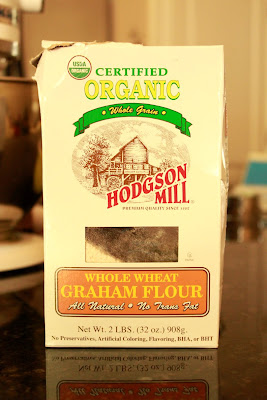 USDA
ORGANIC
CERTIFIED
ORGANIC
• Whole Grain •
HODGSON
MILL®
PREMIUM QUALITY SINCE
WHOLE WHEAT
GRAHAM FLOUR
All Natural • No Trans Fat
Net Wt. 2 LBS. (32 oz.) 908g.
No Preservatives, Artificial Coloring, Flavoring, BHA, or BHT